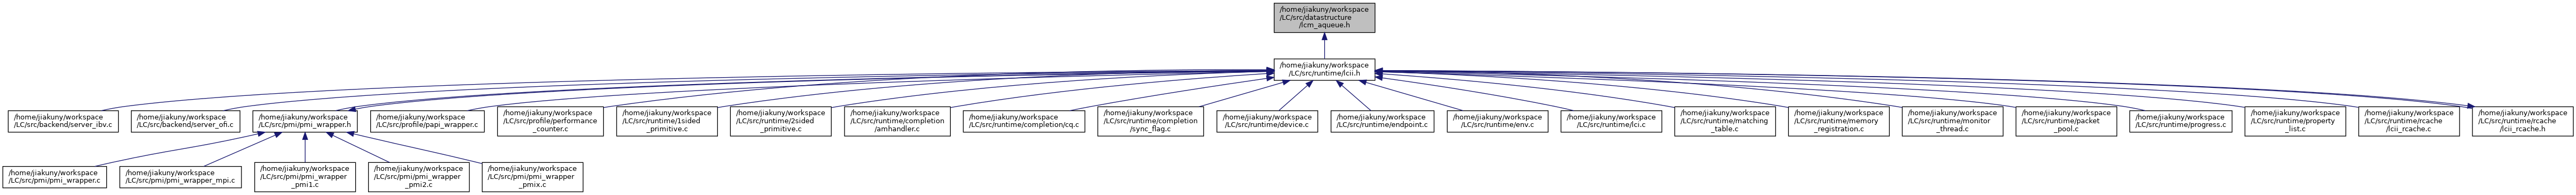 /home/jiakuny/workspace
/LC/src/datastructure
/lcm_aqueue.h
/home/jiakuny/workspace
/LC/src/runtime/lcii.h
/home/jiakuny/workspace
/LC/src/backend/server_ibv.c
/home/jiakuny/workspace
/LC/src/backend/server_ofi.c
/home/jiakuny/workspace
/LC/src/pmi/pmi_wrapper.h
/home/jiakuny/workspace
/LC/src/profile/papi_wrapper.c
/home/jiakuny/workspace
/LC/src/profile/performance
_counter.c
/home/jiakuny/workspace
/LC/src/runtime/1sided
_primitive.c
/home/jiakuny/workspace
/LC/src/runtime/2sided
_primitive.c
/home/jiakuny/workspace
/LC/src/runtime/completion
/amhandler.c
/home/jiakuny/workspace
/LC/src/runtime/completion/cq.c
/home/jiakuny/workspace
/LC/src/runtime/completion
/sync_flag.c
/home/jiakuny/workspace
/LC/src/runtime/device.c
/home/jiakuny/workspace
/LC/src/runtime/endpoint.c
/home/jiakuny/workspace
/LC/src/runtime/env.c
/home/jiakuny/workspace
/LC/src/runtime/lci.c
/home/jiakuny/workspace
/LC/src/runtime/matching
_table.c
/home/jiakuny/workspace
/LC/src/runtime/memory
_registration.c
/home/jiakuny/workspace
/LC/src/runtime/monitor
_thread.c
/home/jiakuny/workspace
/LC/src/runtime/packet
_pool.c
/home/jiakuny/workspace
/LC/src/runtime/progress.c
/home/jiakuny/workspace
/LC/src/runtime/property
_list.c
/home/jiakuny/workspace
/LC/src/runtime/rcache
/lcii_rcache.c
/home/jiakuny/workspace
/LC/src/runtime/rcache
/lcii_rcache.h
/home/jiakuny/workspace
/LC/src/pmi/pmi_wrapper.c
/home/jiakuny/workspace
/LC/src/pmi/pmi_wrapper_mpi.c
/home/jiakuny/workspace
/LC/src/pmi/pmi_wrapper
_pmi1.c
/home/jiakuny/workspace
/LC/src/pmi/pmi_wrapper
_pmi2.c
/home/jiakuny/workspace
/LC/src/pmi/pmi_wrapper
_pmix.c